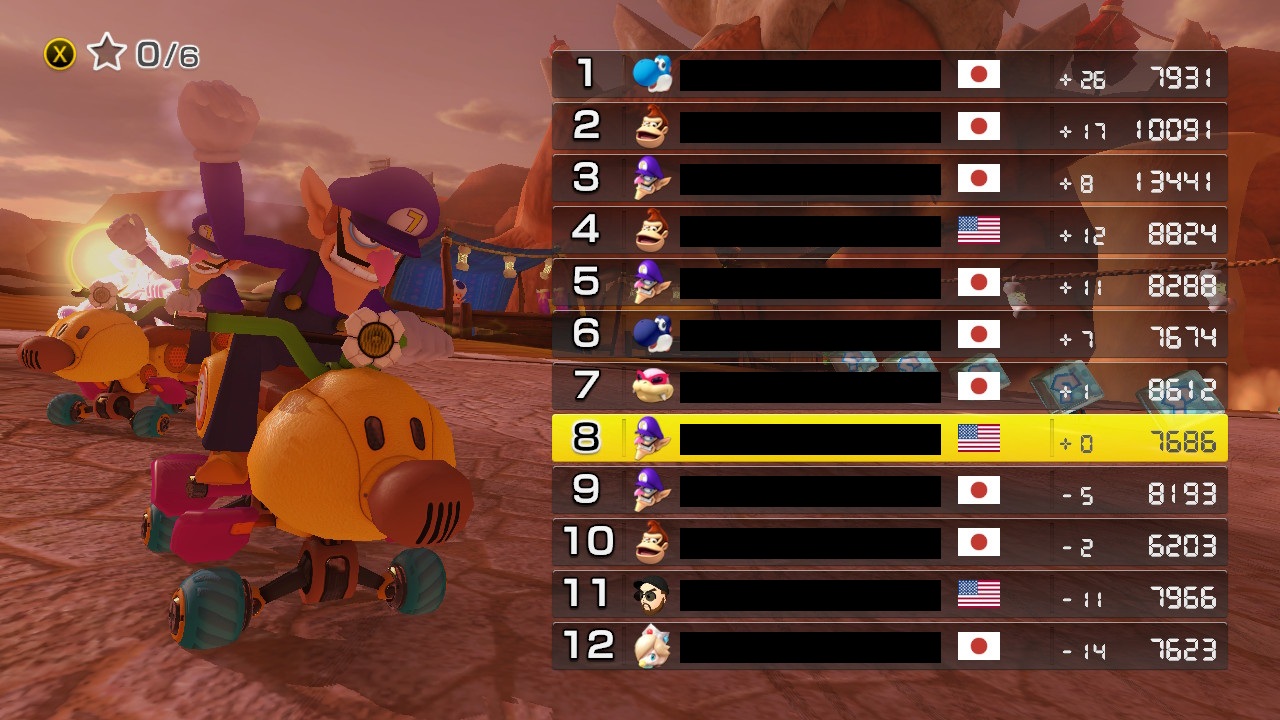 X 0/6
1 + 26 7931
2 + 17 10091
3 + 8 13441
4 + 12 8824
5 + 11 8288
6 + 7 7674
7 + 1 8612
8 + 0 7686
9 - 5 8193
10 - 2 6203
11 - 11 7966
12 - 14 7623